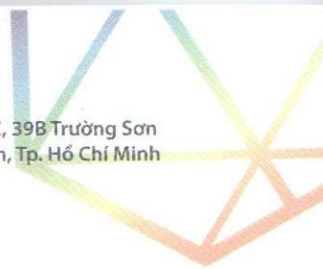 , 39B Trường Sơn
, Tp. Hồ Chí Minh